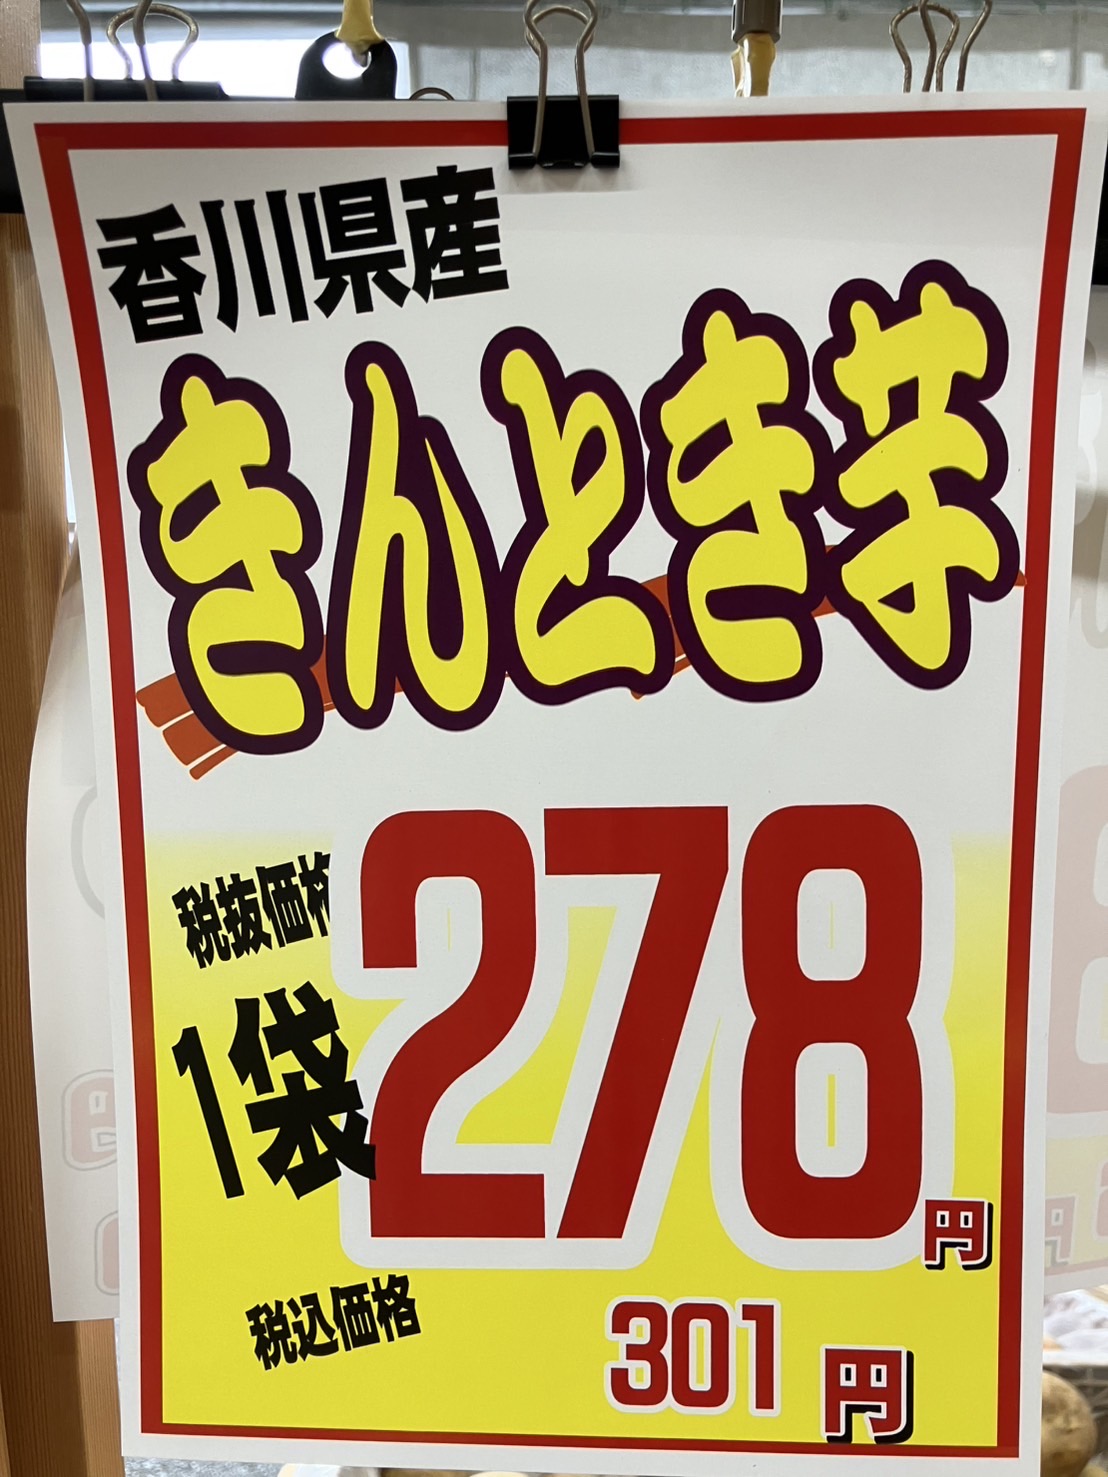 香川県産
きんとき芋
税抜価格
1袋
278円
税込価格
301円